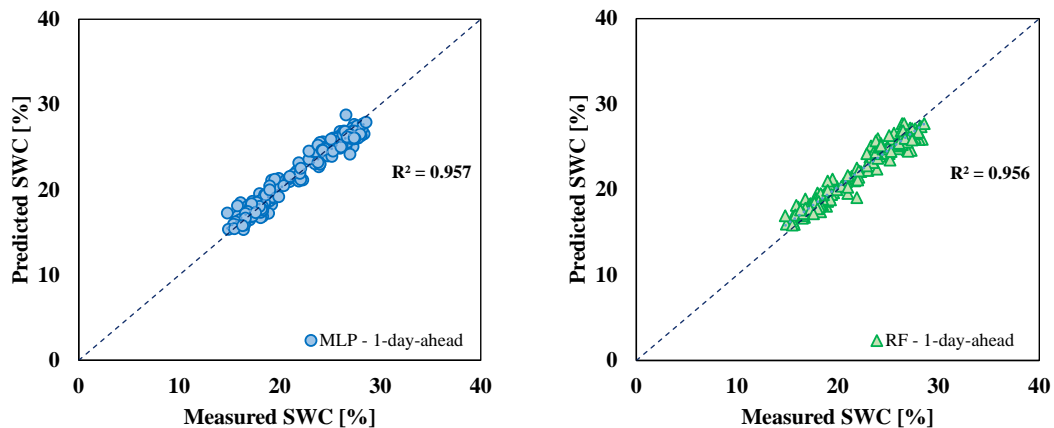 40
30
20
10
0
Predicted SWC [%]
R² = 0.957
MLP - 1-day-ahead
0 10 20 30 40
Measured SWC [%]
40
30
20
10
0
Predicted SWC [%]
R² = 0.956
RF - 1-day-ahead
0 10 20 30 40
Measured SWC [%]